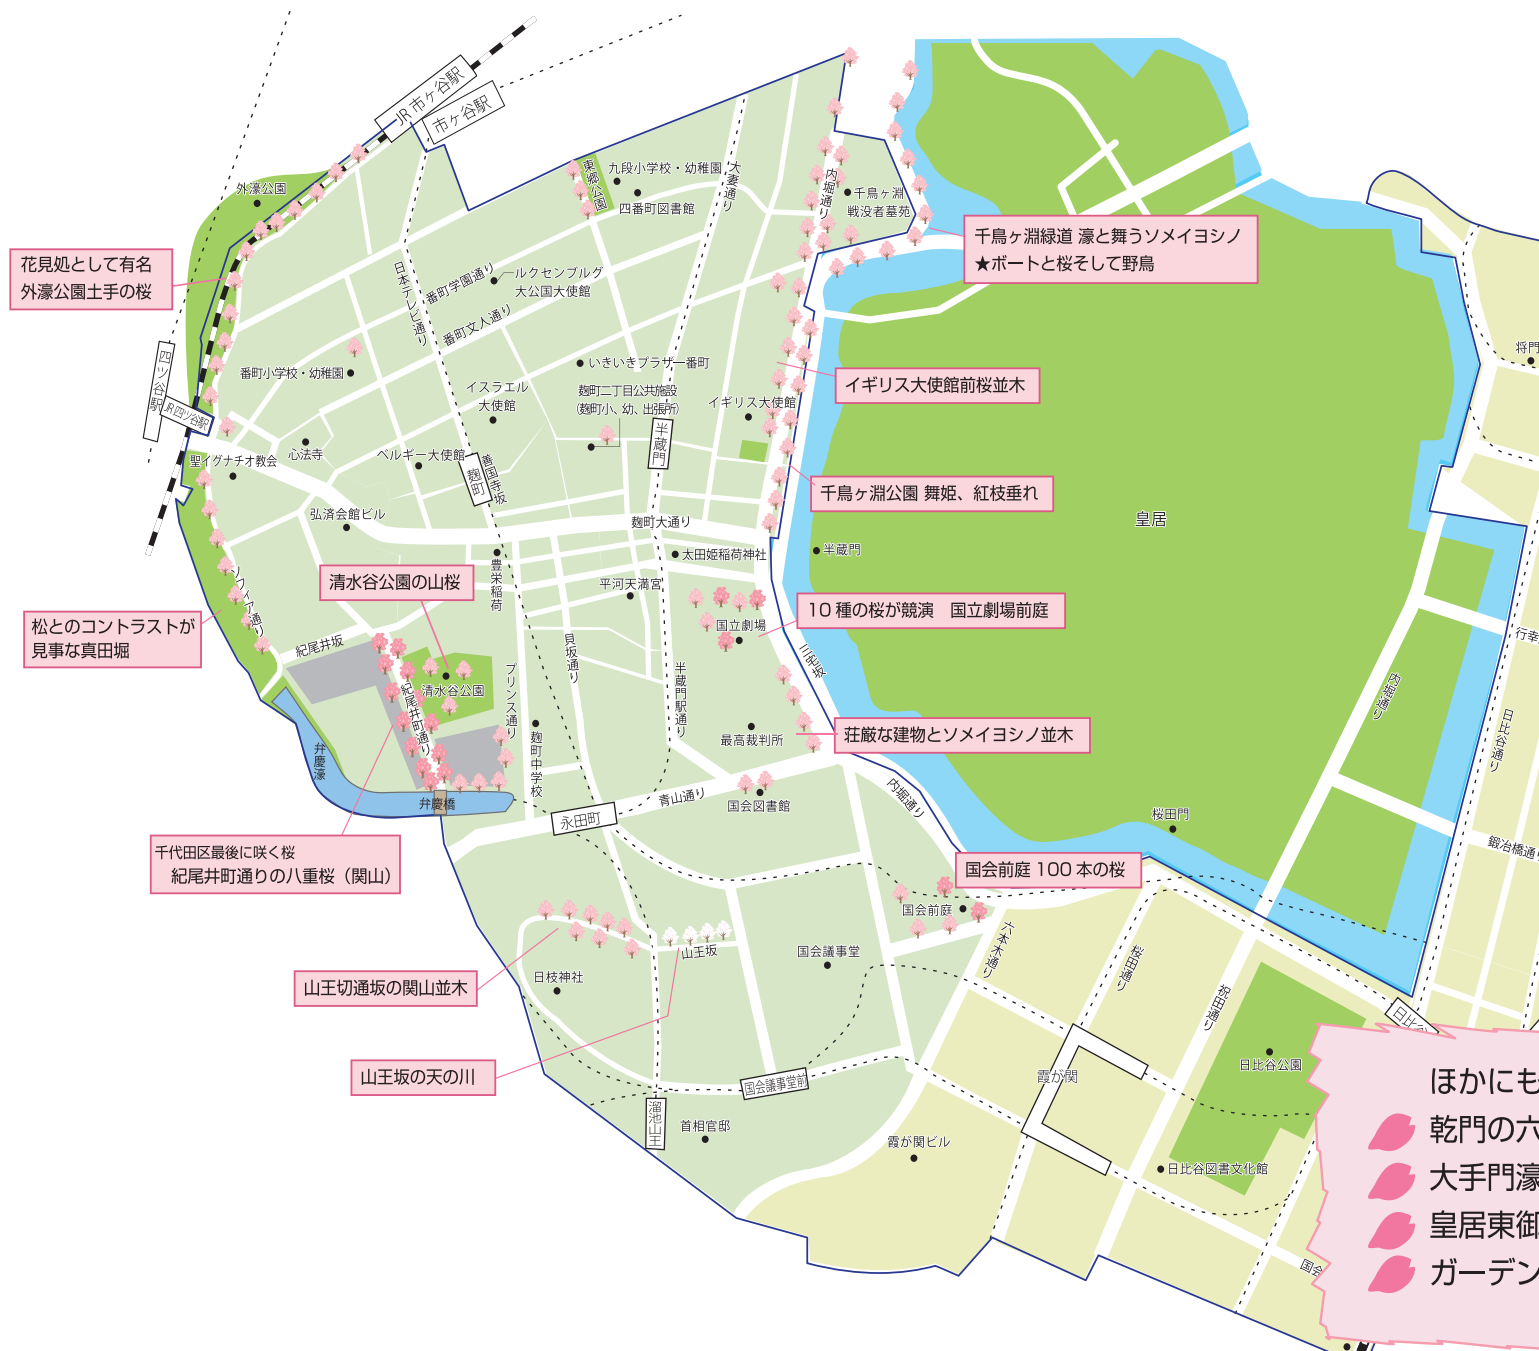 JR 市ヶ谷駅
市ヶ谷駅
外濠公園
花見処として有名
外濠公園土手の桜
四ツ谷駅
JR 四ツ谷駅
聖イグナチオ教会
心法寺
番町小学校・幼稚園
日本テレビ通り
番町学園通り
番町文人通り
ルクセンブルグ
大公国大使館
東郷公園
九段小学校・幼稚園
四番町図書館
大妻通り
内堀通り
千鳥ヶ淵
戦没者墓苑
千鳥ヶ淵緑道 濠と舞うソメイヨシノ
★ボートと桜そして野鳥
いきいきプラザ一番町
麹町二丁目公共施設
(麹町小、幼、出張所)
イスラエル
大使館
イギリス大使館
イギリス大使館前桜並木
半蔵門
ベルギー大使館
麹町
善国寺坂
千鳥ヶ淵公園 舞姫、紅枝垂れ
皇居
弘済会館ビル
麹町大通り
半蔵門
太田姫稲荷神社
豊栄稲荷
平河天満宮
清水谷公園の山桜
10 種の桜が競演 国立劇場前庭
国立劇場
三宅坂
ソフィア通り
松とのコントラストが
見事な真田堀
紀尾井坂
紀尾井町通り
清水谷公園
プリンス通り
貝坂通り
半蔵門駅通り
麹町中学校
最高裁判所
荘厳な建物とソメイヨシノ並木
弁慶濠
弁慶橋
永田町
青山通り
国会図書館
内堀通り
桜田門
千代田区最後に咲く桜
紀尾井町通りの八重桜(関山)
国会前庭 100 本の桜
国会前庭
六本木通り
国会議事堂
山王坂
日枝神社
山王切通坂の関山並木
山王坂の天の川
国会議事堂前
溜池山王
首相官邸
霞が関ビル
霞が関
桜田通り
祝田通り
日比谷公園
日比谷図書文化館
日比谷
内堀通り
日比谷通り
鍛冶橋通り
行幸
将門
国会
ほかにも
乾門の六
大手門濠
皇居東御
ガーデン